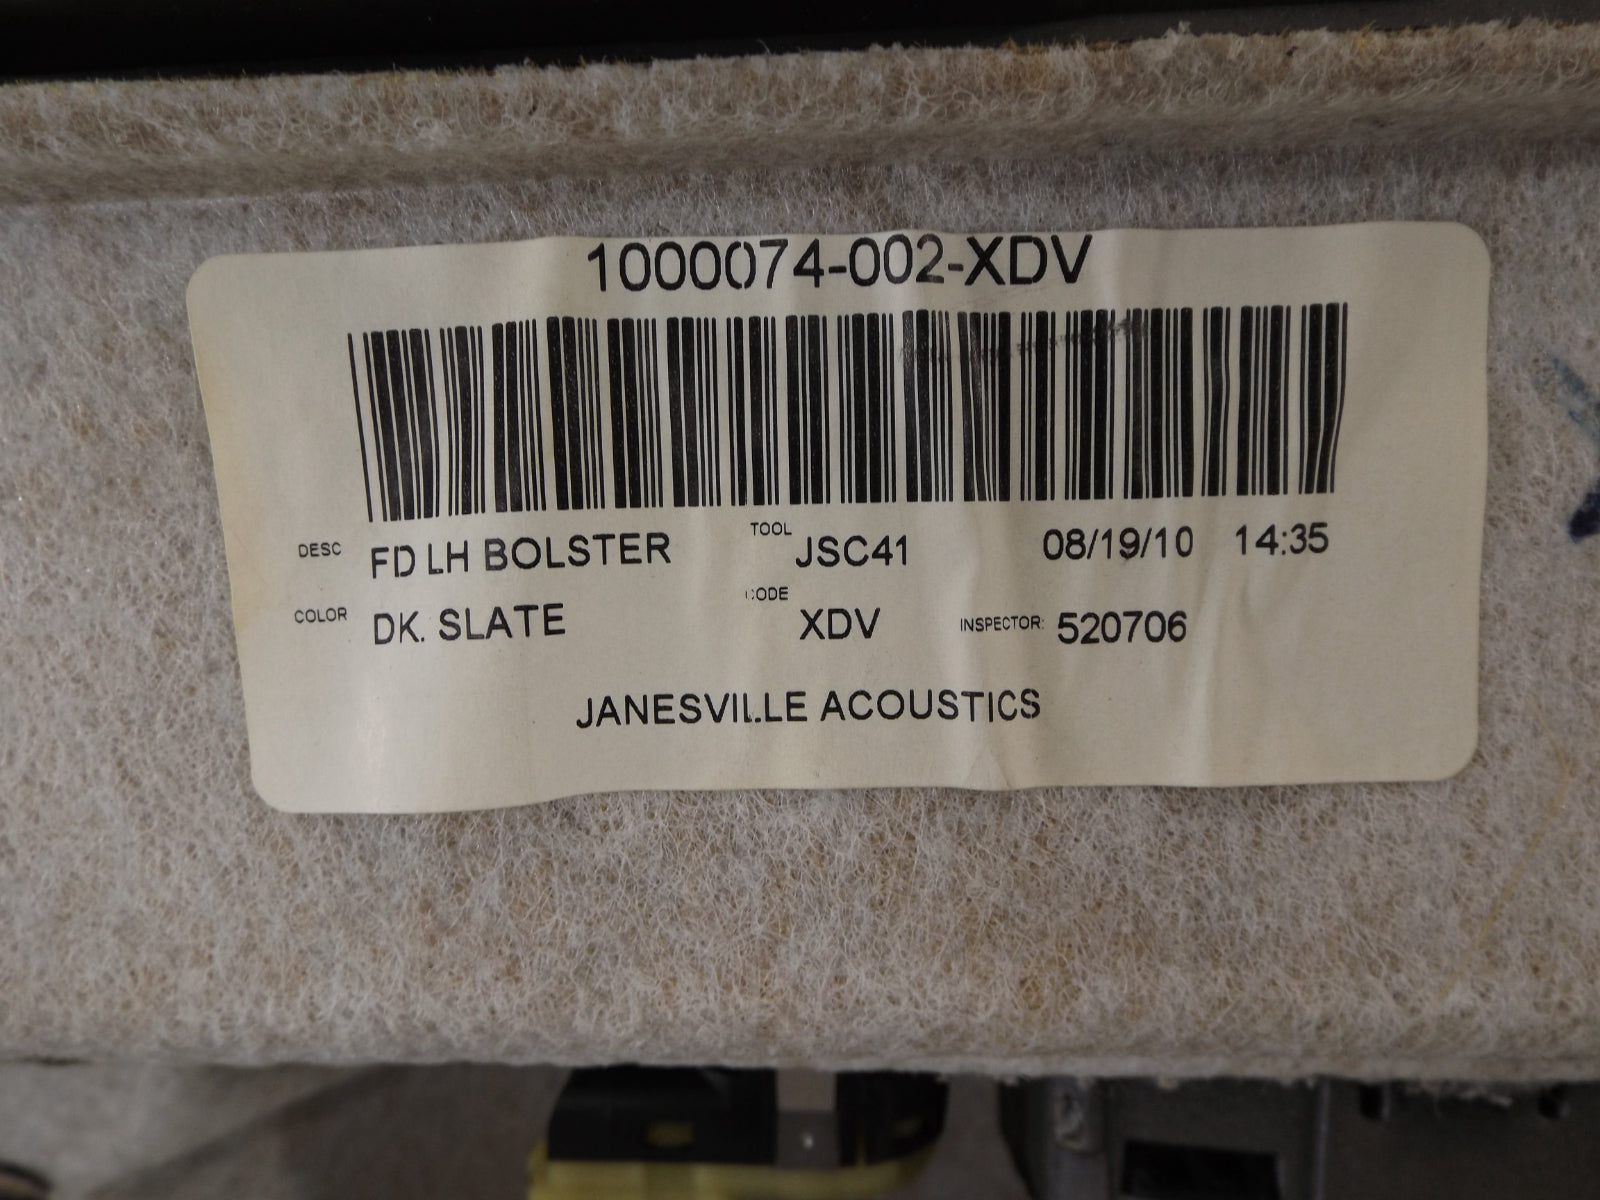 1000074-002-XDV
DESC FD LH BOLSTER TOOL JSC41 08/19/10 14:35
COLOR DK. SLATE CODE XDV INSPECTOR: 520706
JANESVILLE ACOUSTICS